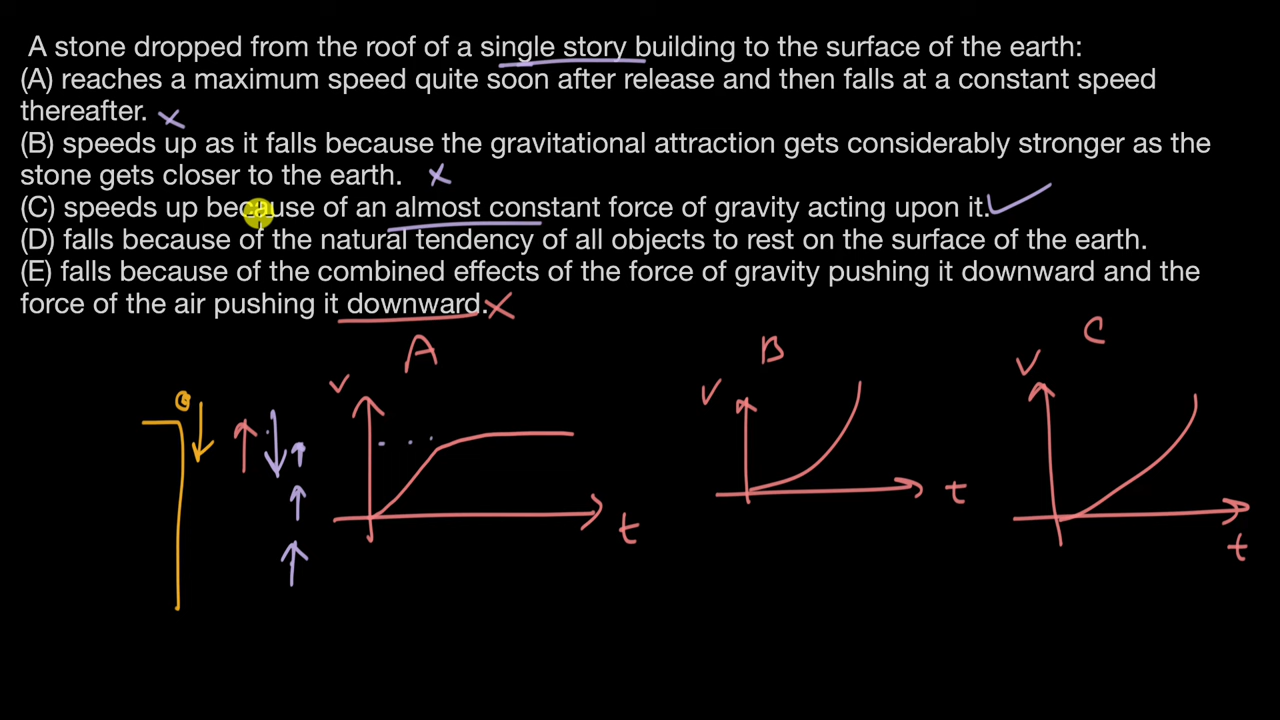 A stone dropped from the roof of a single story building to the surface of the earth:
(A) reaches a maximum speed quite soon after release and then falls at a constant speed
thereafter.
(B) speeds up as it falls because the gravitational attraction gets considerably stronger as the
stone gets closer to the earth.
(C) speeds up because of an almost constant force of gravity acting upon it.
(D) falls because of the natural tendency of all objects to rest on the surface of the earth.
(E) falls because of the combined effects of the force of gravity pushing it downward and the
force of the air pushing it downward.
A
B
C
v
v
v
t
t
t